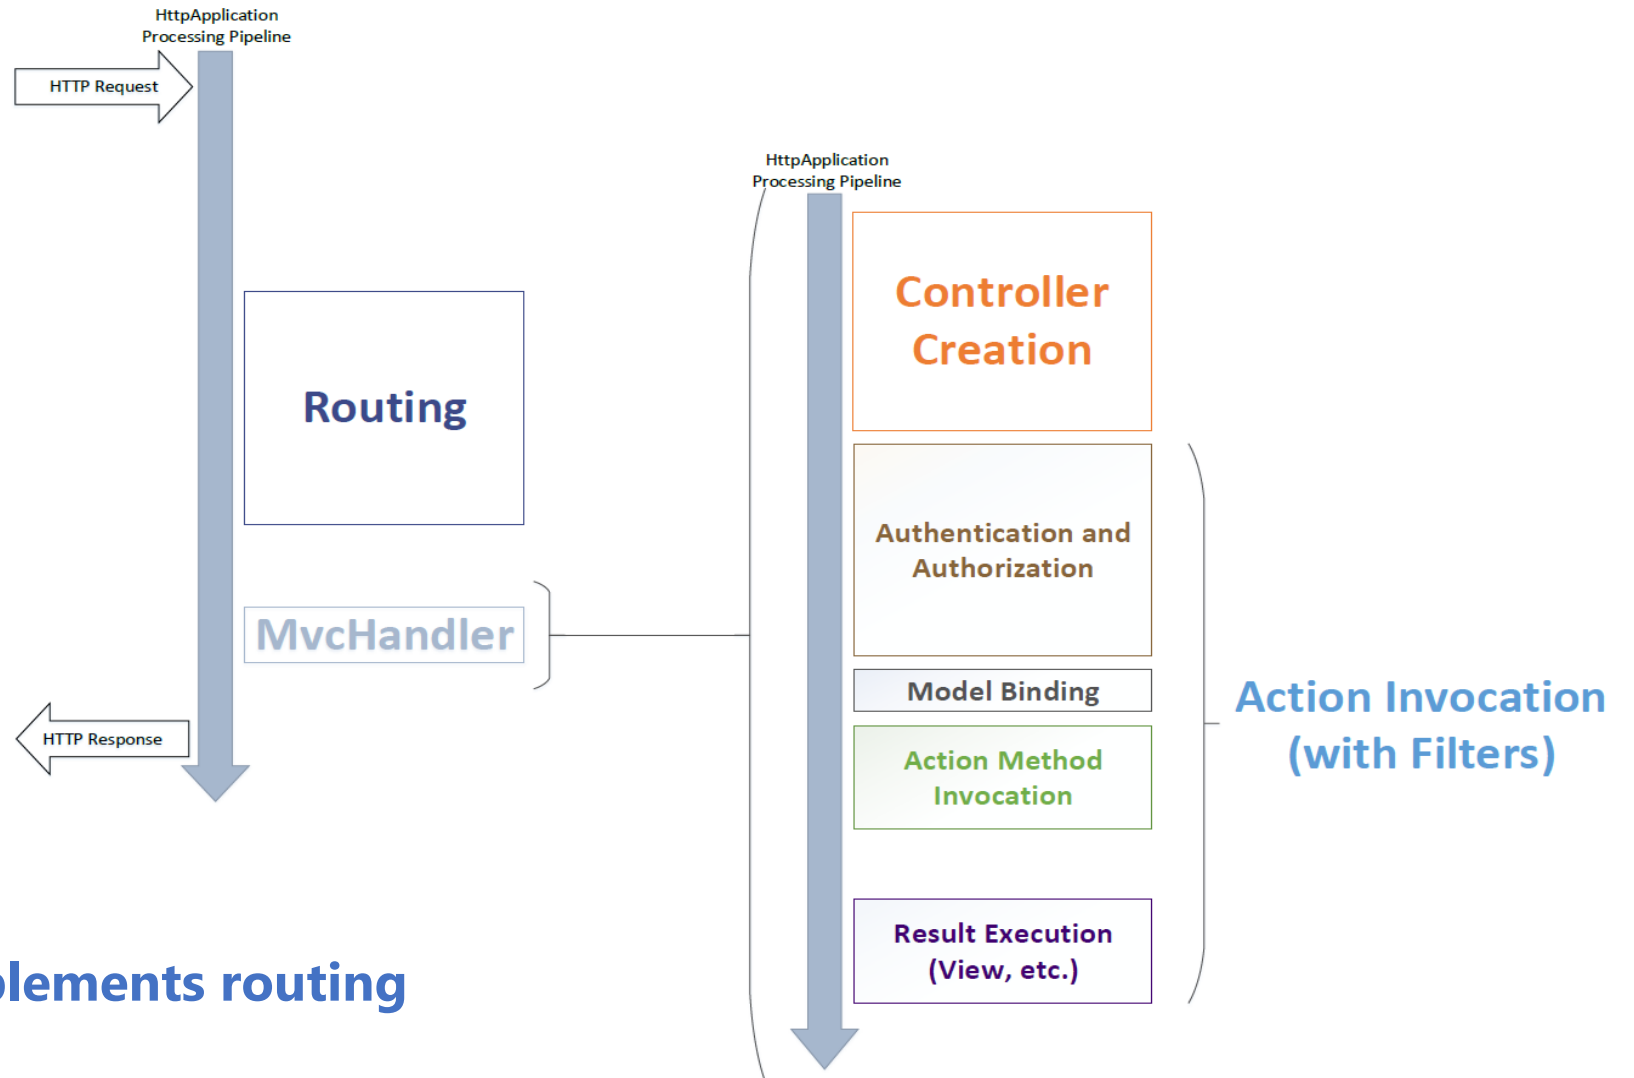 HttpApplication
Processing Pipeline
HTTP Request
Routing
MvcHandler
HTTP Response
HttpApplication
Processing Pipeline
Controller
Creation
Authentication and
Authorization
Model Binding
Action Method
Invocation
Result Execution
(View, etc.)
Action Invocation
(with Filters)
routing